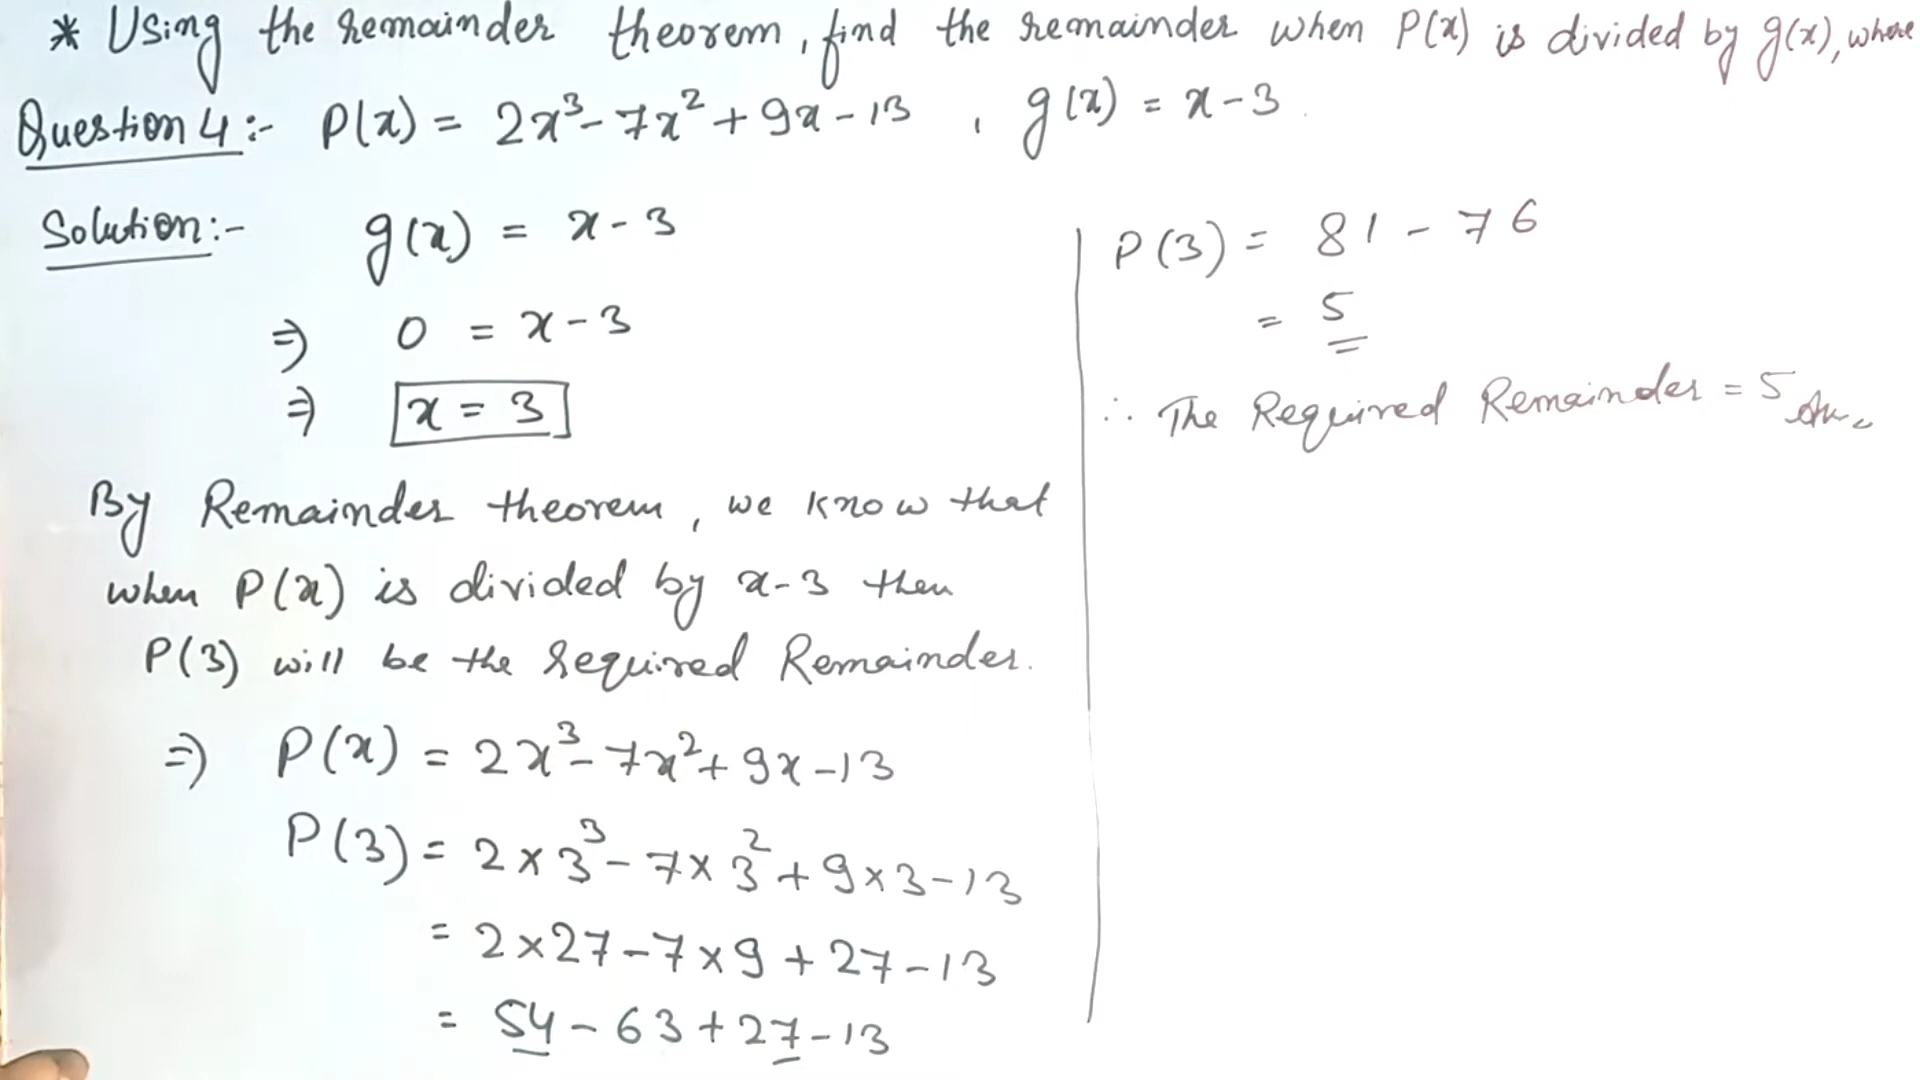 * Using the remainder theorem, find the remainder when P(x) is divided by g(x), where
Question 4:- P(x) = 2x³ - 7x² + 9x - 13 , g(x) = x - 3
Solution:- g(x) = x - 3
⇒ 0 = x - 3
⇒ x = 3
By Remainder theorem, we know that
when P(x) is divided by x - 3 then
P(3) will be the required Remainder.
⇒ P(x) = 2x³ - 7x² + 9x - 13
P(3) = 2 × 3³ - 7 × 3² + 9 × 3 - 13
= 2 × 27 - 7 × 9 + 27 - 13
= 54 - 63 + 27 - 13
P(3) = 81 - 76
= 5
∴ The Required Remainder = 5 Ans